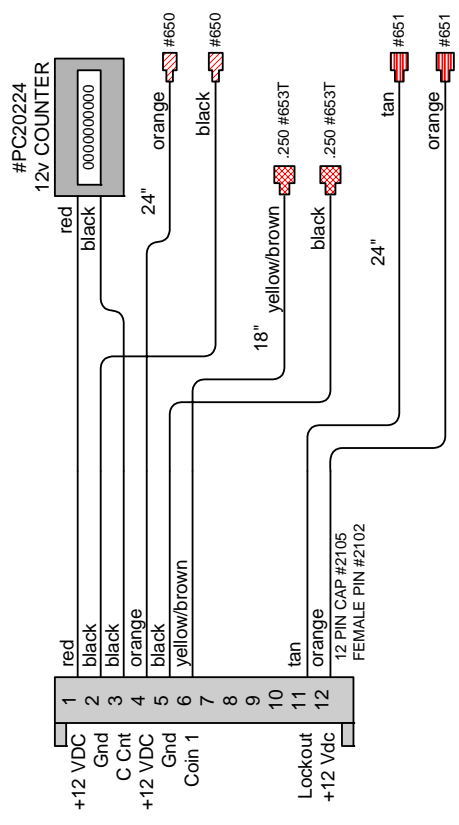 #PC20224
12v COUNTER
0000000000
red
black
orange
#650
black
#650
24"
yellow/brown
.250 #653T
black
.250 #653T
18"
tan
#651
orange
#651
24"
red
black
black
orange
black
yellow/brown
tan
orange
12 PIN CAP #2105
FEMALE PIN #2102
1
2
3
4
5
6
7
8
9
10
11
12
+12 VDC
Gnd
C Cnt
+12 VDC
Gnd
Coin 1
Lockout
+12 Vdc